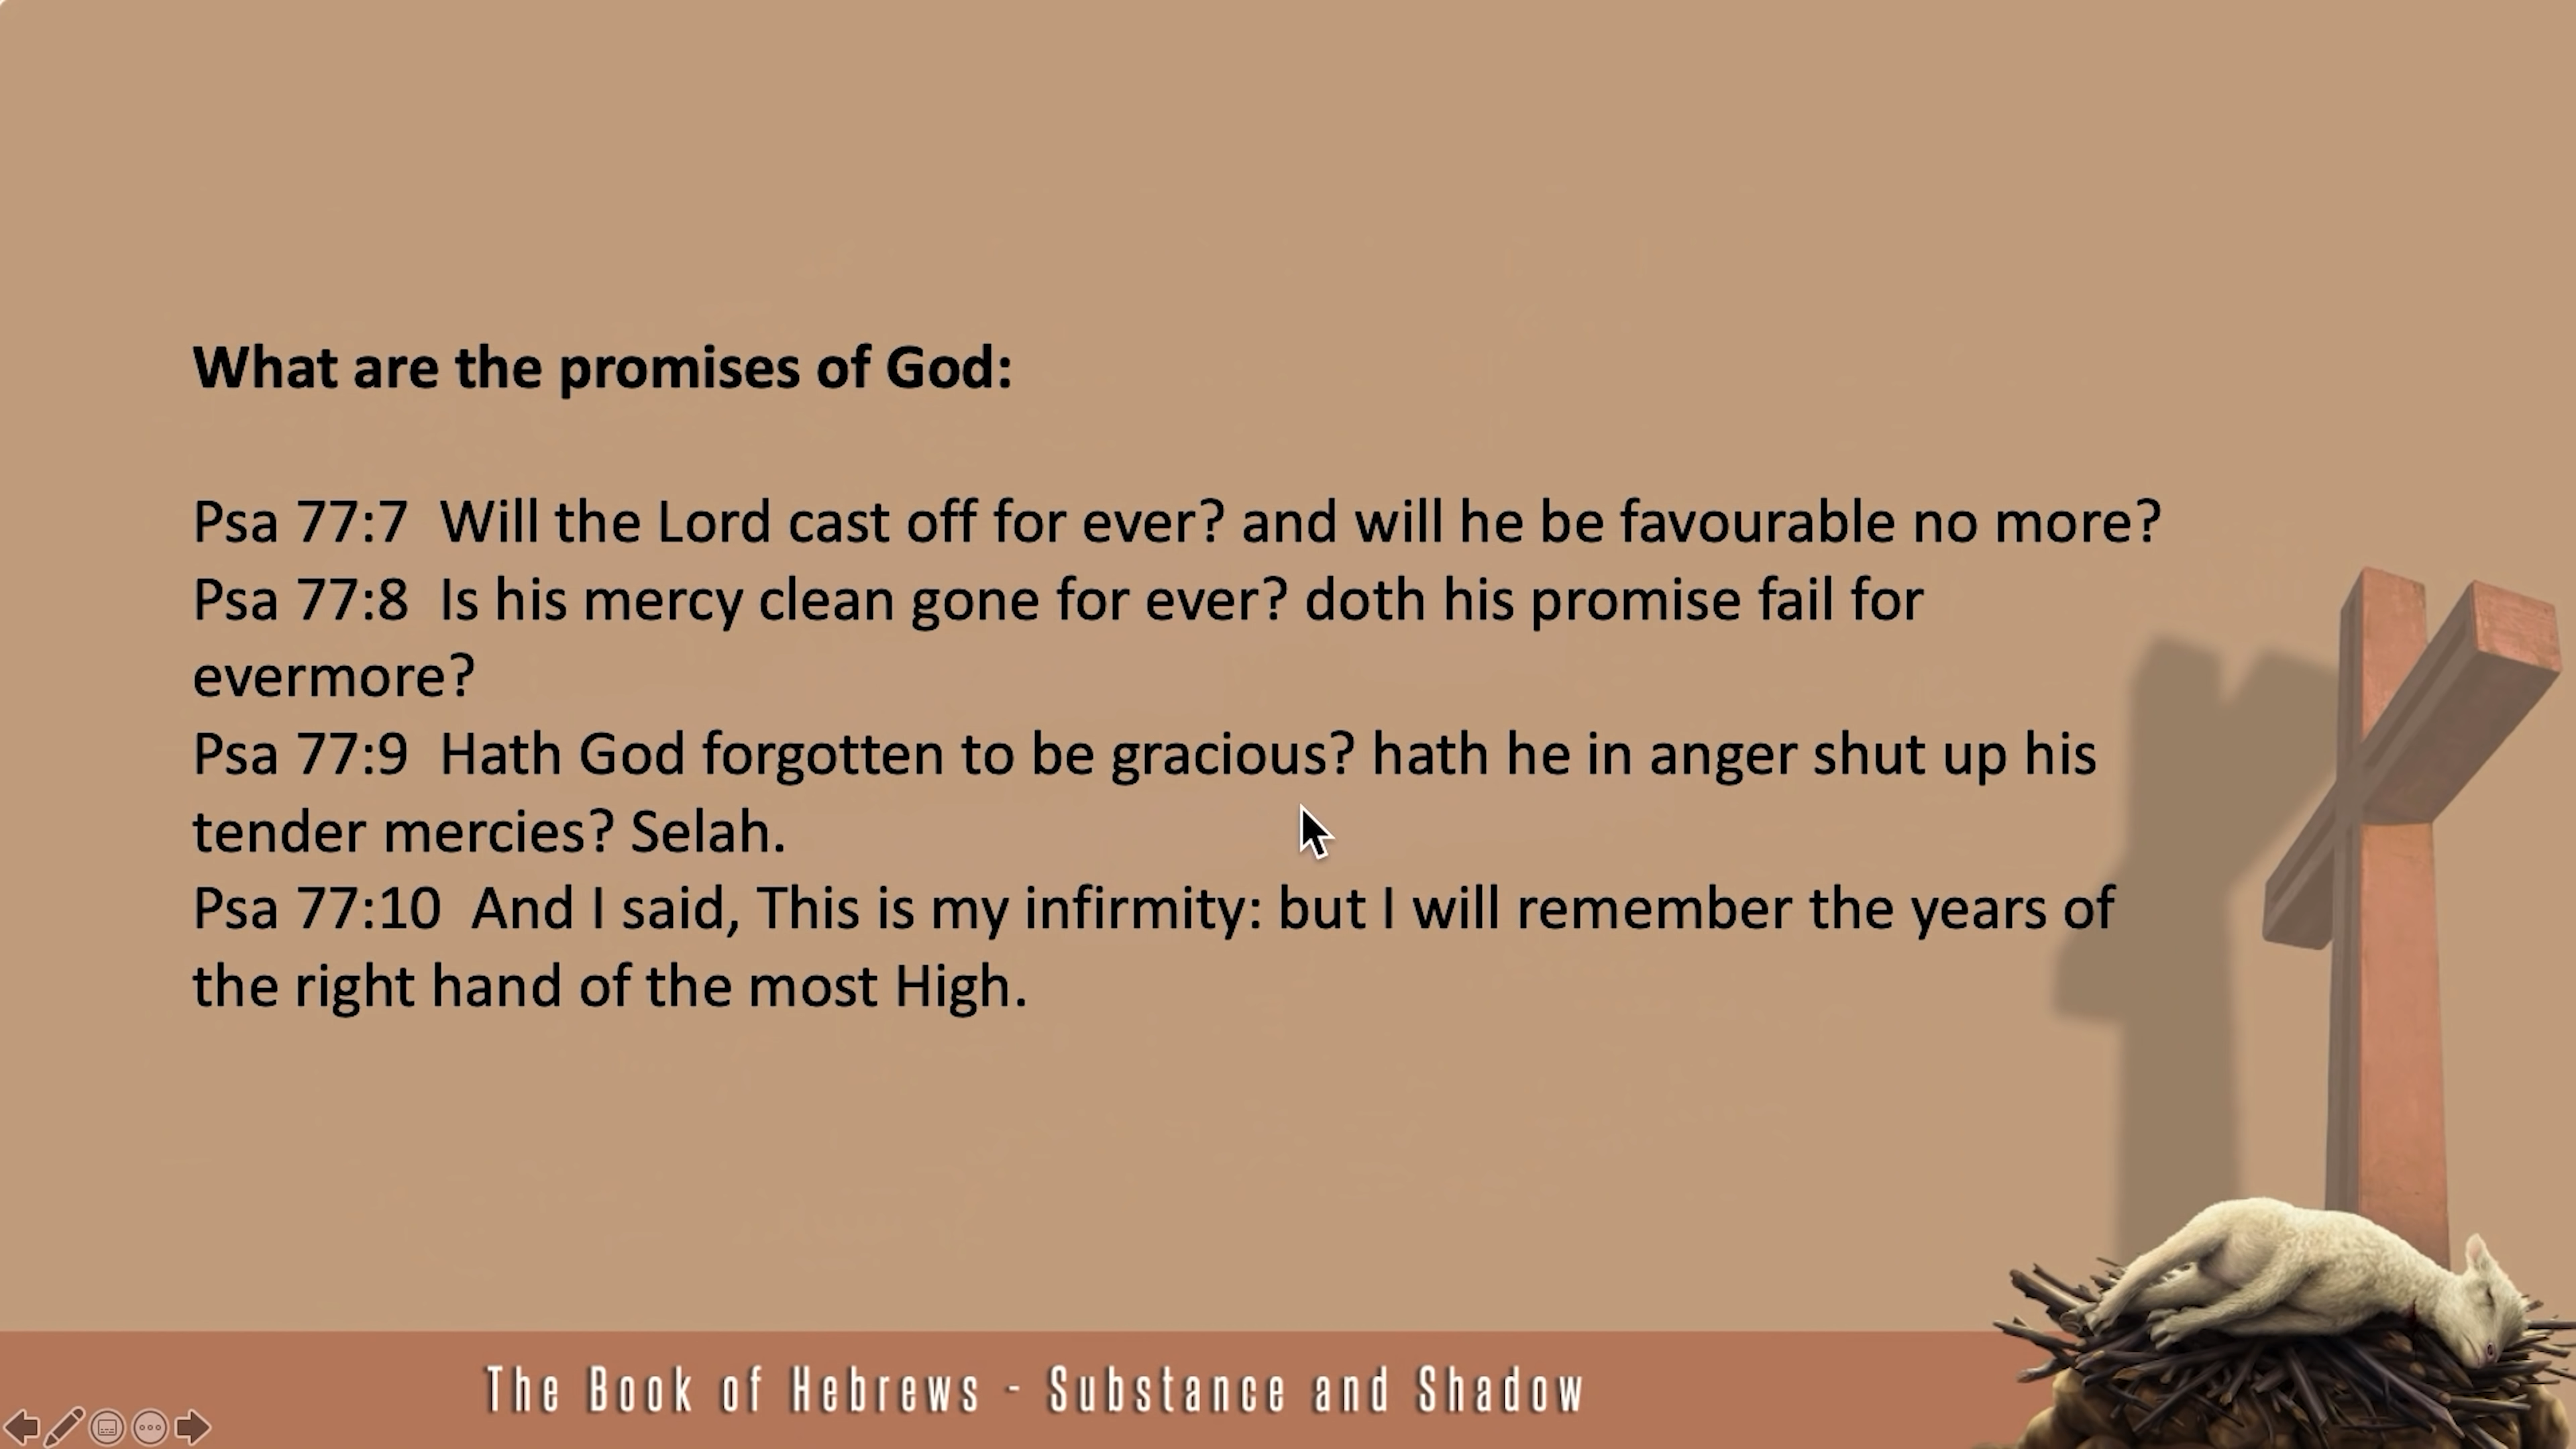 What are the promises of God:
Psa 77:7  Will the Lord cast off for ever? and will he be favourable no more?
Psa 77:8  Is his mercy clean gone for ever? doth his promise fail for
evermore?
Psa 77:9  Hath God forgotten to be gracious? hath he in anger shut up his
tender mercies? Selah.
Psa 77:10  And I said, This is my infirmity: but I will remember the years of
the right hand of the most High.
The Book of Hebrews - Substance and Shadow